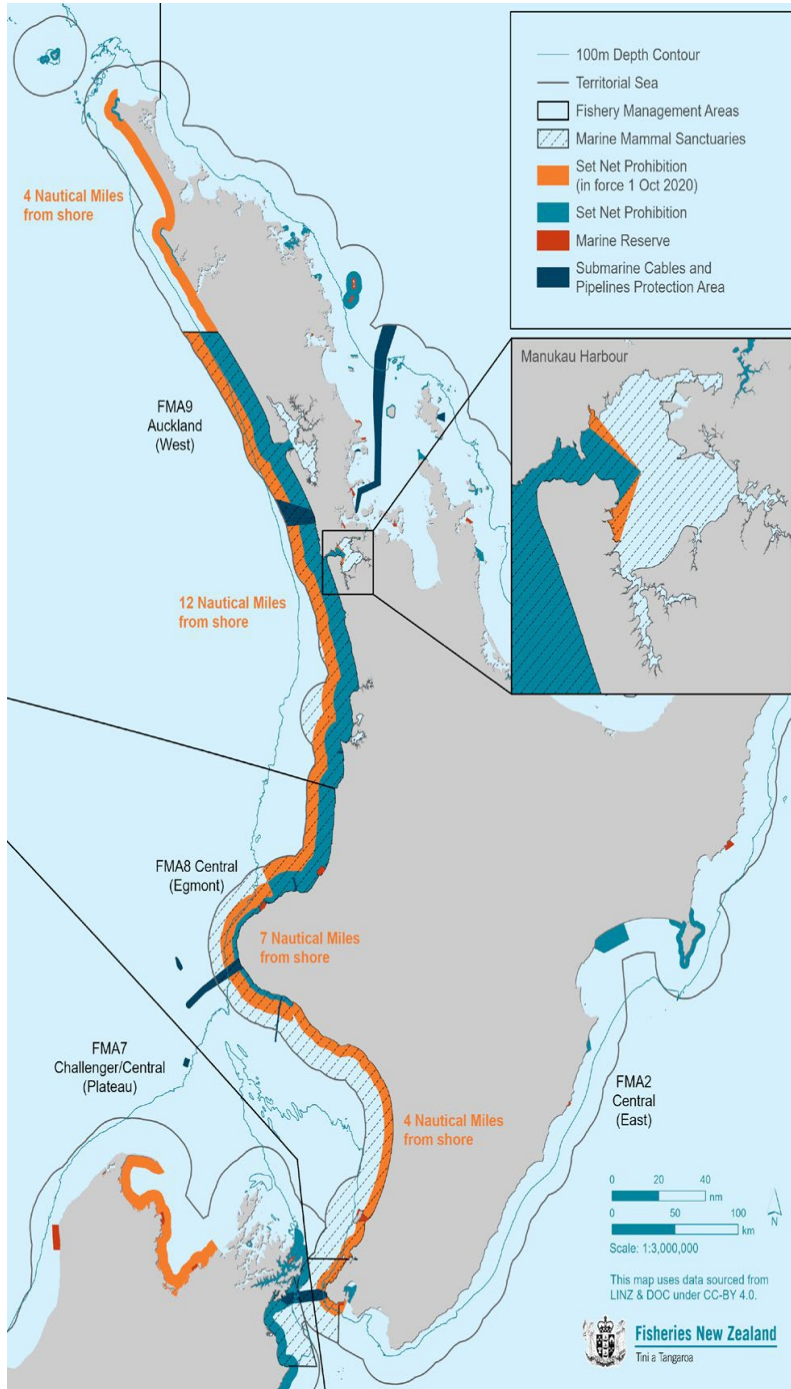 100m Depth Contour
Territorial Sea
Fishery Management Areas
Marine Mammal Sanctuaries
Set Net Prohibition
(in force 1 Oct 2020)
Set Net Prohibition
Marine Reserve
Submarine Cables and
Pipelines Protection Area
4 Nautical Miles
from shore
Manukau Harbour
FMA9
Auckland
(West)
12 Nautical Miles
from shore
FMA8 Central
(Egmont)
7 Nautical Miles
from shore
FMA7
Challenger/Central
(Plateau)
FMA2
Central
(East)
4 Nautical Miles
from shore
0 20 40
nm
0 50 100
km
N
Scale: 1:3,000,000
This map uses data sourced from
LINZ & DOC under CC-BY 4.0.
Fisheries New Zealand
Tini a Tangaroa